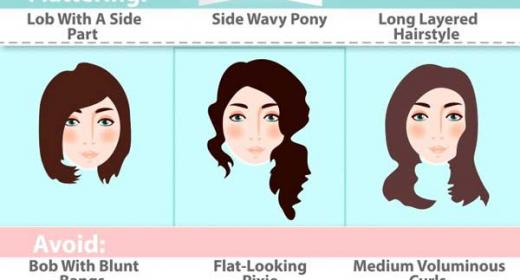 Flattering:
Lob With A Side
Part
Side Wavy Pony
Long Layered
Hairstyle
Avoid:
Bob With Blunt
Bangs
Flat-Looking
Pixie
Medium Voluminous
Curls